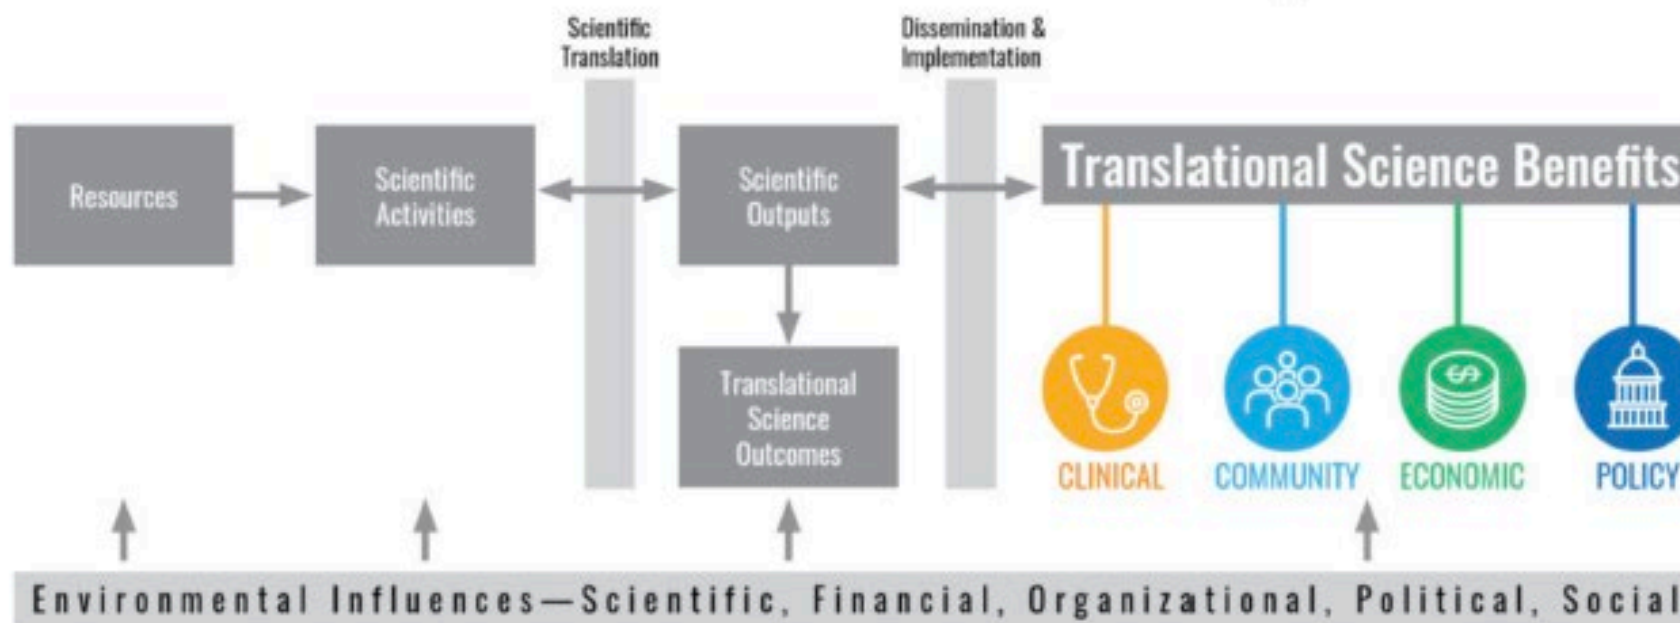 Scientific
Translation
Dissemination &
Implementation
Resources
Scientific
Activities
Scientific
Outputs
Translational Science Benefits
Translational
Science
Outcomes
CLINICAL
COMMUNITY
ECONOMIC
POLICY
Environmental Influences—Scientific, Financial, Organizational, Political, Social